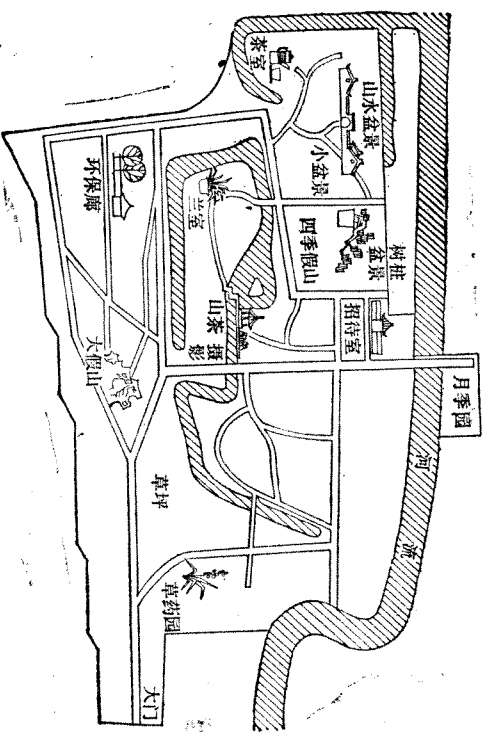 茶室
山水盆景
小盆景
树桩
盆景
四季假山
招待室
月季园
河
流
兰室
山茶
摄影
环保廊
大假山
草坪
草药园
大门